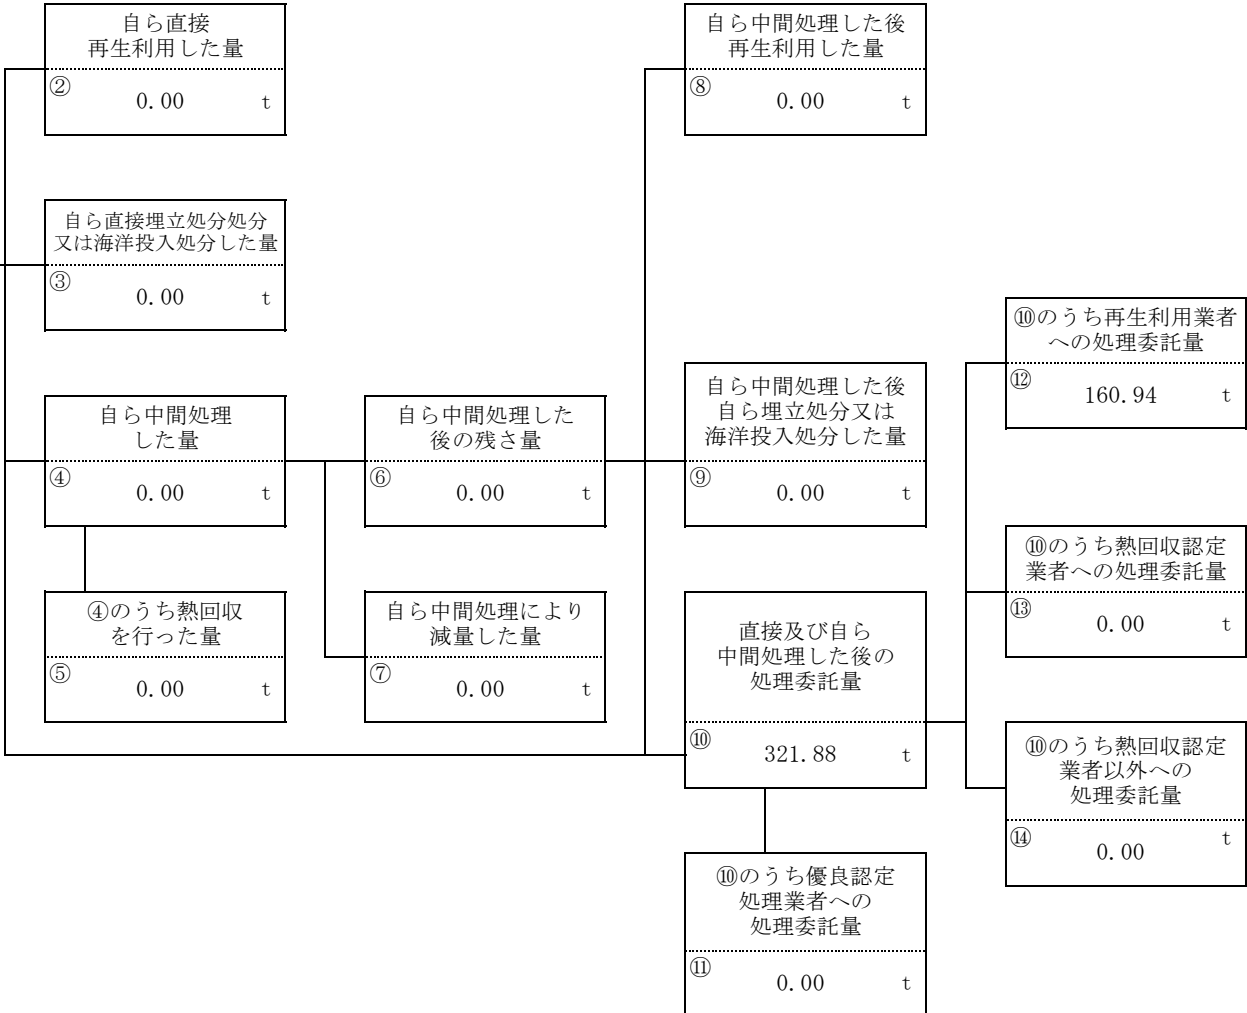 自ら直接
再生利用した量
②
0.00 t
自ら中間処理した後
再生利用した量
⑧
0.00 t
自ら直接埋立処分処分
又は海洋投入処分した量
③
0.00 t
⑩のうち再生利用業者
への処理委託量
⑫
160.94 t
自ら中間処理
した量
④
0.00 t
自ら中間処理した
後の残さ量
⑥
0.00 t
自ら中間処理した後
自ら埋立処分又は
海洋投入処分した量
⑨
0.00 t
⑩のうち熱回収認定
業者への処理委託量
⑬
0.00 t
④のうち熱回収
を行った量
⑤
0.00 t
自ら中間処理により
減量した量
⑦
0.00 t
直接及び自ら
中間処理した後の
処理委託量
⑩
321.88 t
⑩のうち熱回収認定
業者以外への
処理委託量
⑭
0.00 t
⑩のうち優良認定
処理業者への
処理委託量
⑪
0.00 t